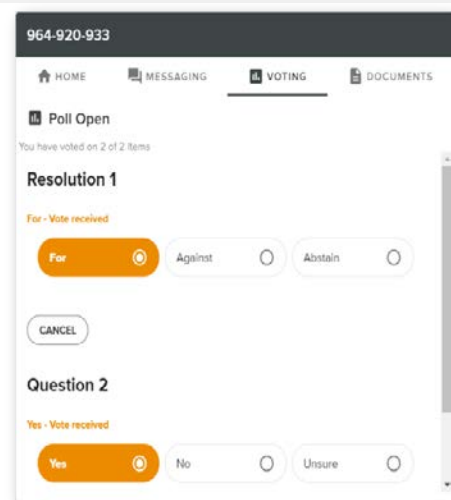 964-920-933
HOME MESSAGING VOTING DOCUMENTS
Poll Open
You have voted on 2 of 2 items
Resolution 1
For - Vote received
For Against Abstain
CANCEL
Question 2
Yes - Vote received
Yes No Unsure